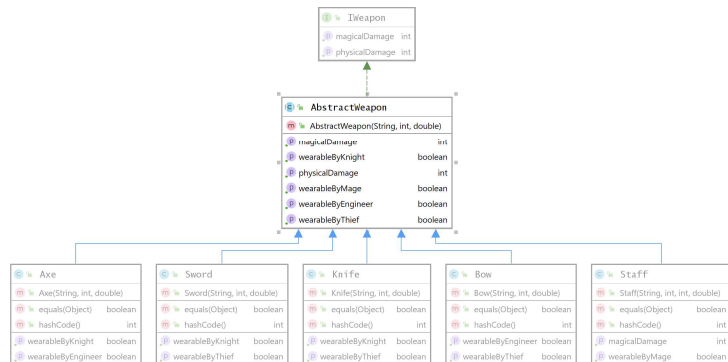 IWeapon
magicalDamage int
physicalDamage int
AbstractWeapon
AbstractWeapon(String, int, double)
magicalDamage int
wearableByKnight boolean
physicalDamage int
wearableByMage boolean
wearableByEngineer boolean
wearableByThief boolean
Axe
Axe(String, int, double)
equals(Object) boolean
hashCode() int
wearableByKnight boolean
wearableByEngineer boolean
Sword
Sword(String, int, double)
equals(Object) boolean
hashCode() int
wearableByKnight boolean
wearableByThief boolean
Knife
Knife(String, int, double)
equals(Object) boolean
hashCode() int
wearableByKnight boolean
wearableByThief boolean
Bow
Bow(String, int, double)
equals(Object) boolean
hashCode() int
wearableByEngineer boolean
wearableByThief boolean
Staff
Staff(String, int, double)
equals(Object) boolean
hashCode() int
magicalDamage int
wearableByMage boolean